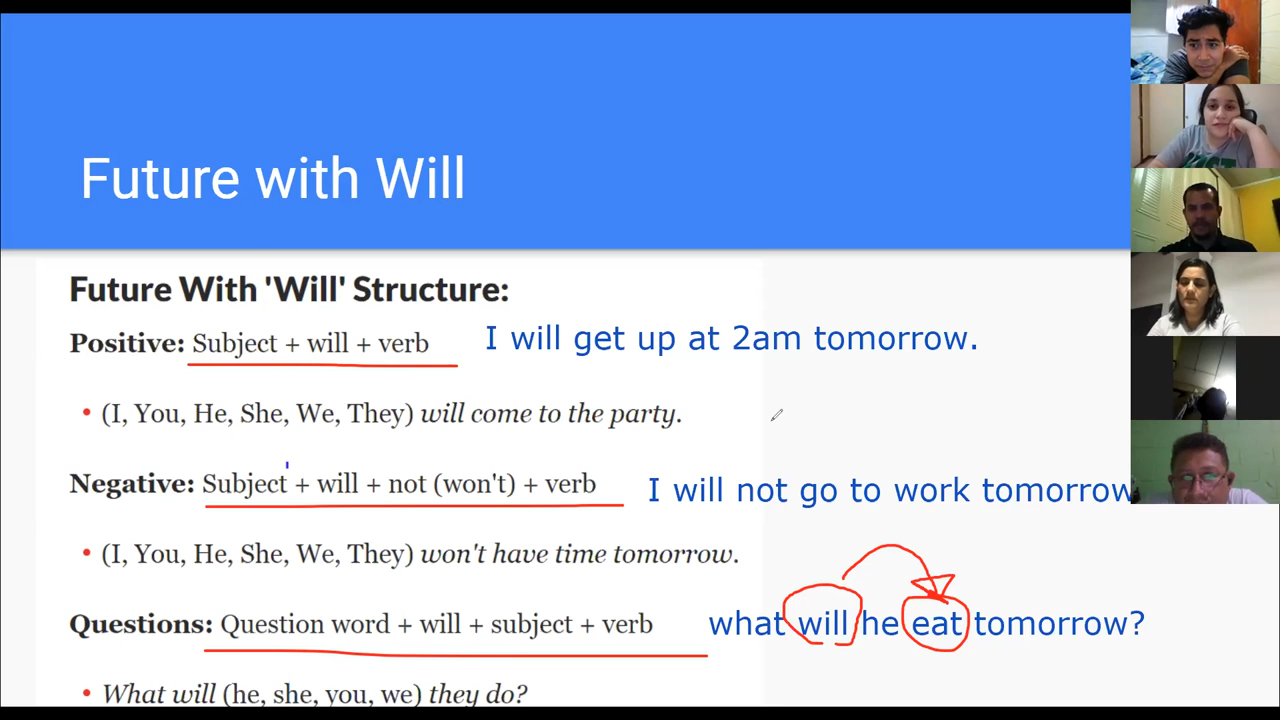 Future with Will
Future With 'Will' Structure:
Positive: Subject + will + verb I will get up at 2am tomorrow.
• (I, You, He, She, We, They) will come to the party.
Negative: Subject + will + not (won't) + verb I will not go to work tomorrow
• (I, You, He, She, We, They) won't have time tomorrow.
Questions: Question word + will + subject + verb what will he eat tomorrow?
• What will (he, she, you, we) they do?